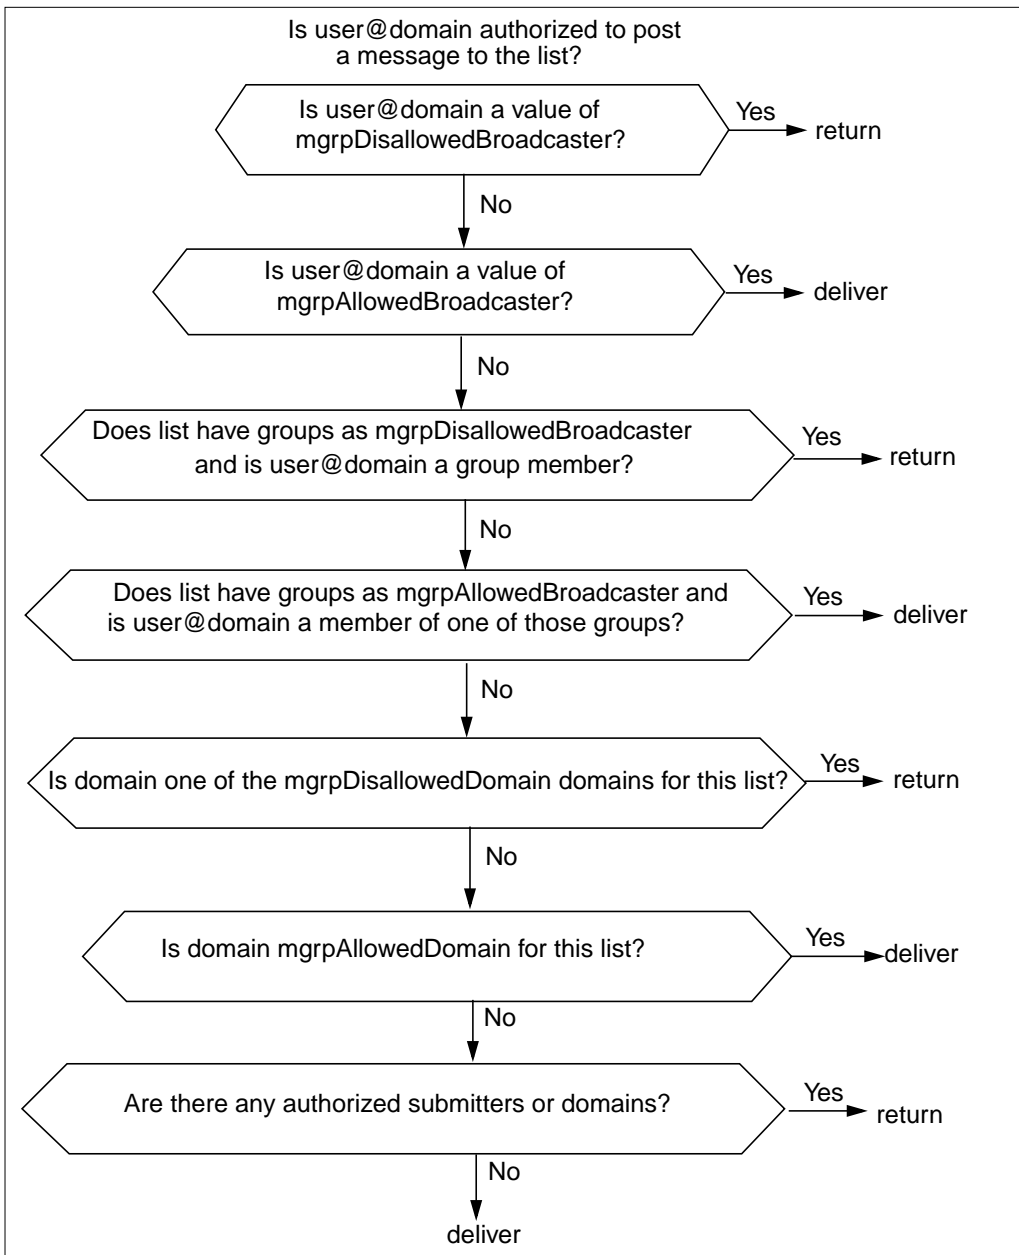 Is user@domain authorized to post
a message to the list?
Is user@domain a value of
mgrpDisallowedBroadcaster?
Yes
return
No
Is user@domain a value of
mgrpAllowedBroadcaster?
Yes
deliver
No
Does list have groups as mgrpDisallowedBroadcaster
and is user@domain a group member?
Yes
return
No
Does list have groups as mgrpAllowedBroadcaster and
is user@domain a member of one of those groups?
Yes
deliver
No
Is domain one of the mgrpDisallowedDomain domains for this list?
Yes
return
No
Is domain mgrpAllowedDomain for this list?
Yes
deliver
No
Are there any authorized submitters or domains?
Yes
return
No
deliver